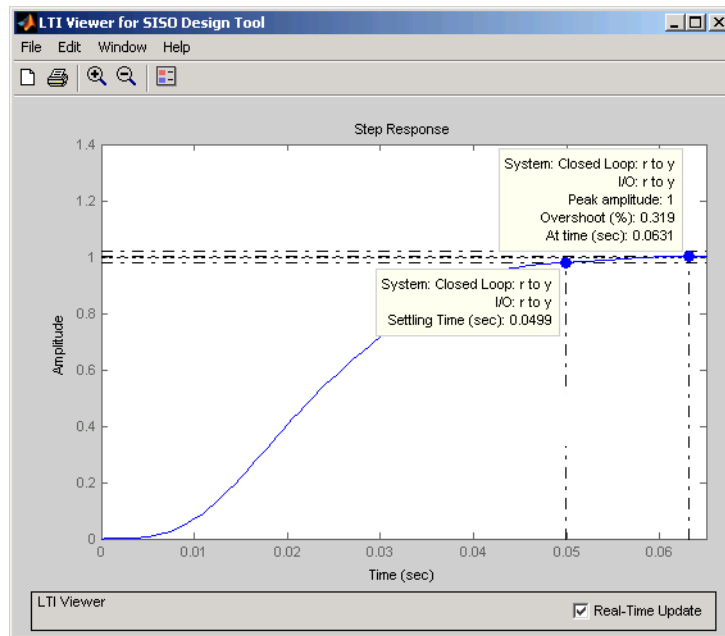 LTI Viewer for SISO Design Tool
File Edit Window Help
Step Response
1.4
1.2
1
0.8
0.6
0.4
0.2
0
Amplitude
System: Closed Loop: r to y
I/O: r to y
Peak amplitude: 1
Overshoot (%): 0.319
At time (sec): 0.0631
System: Closed Loop: r to y
I/O: r to y
Settling Time (sec): 0.0499
0 0.01 0.02 0.03 0.04 0.05 0.06
Time (sec)
LTI Viewer
Real-Time Update